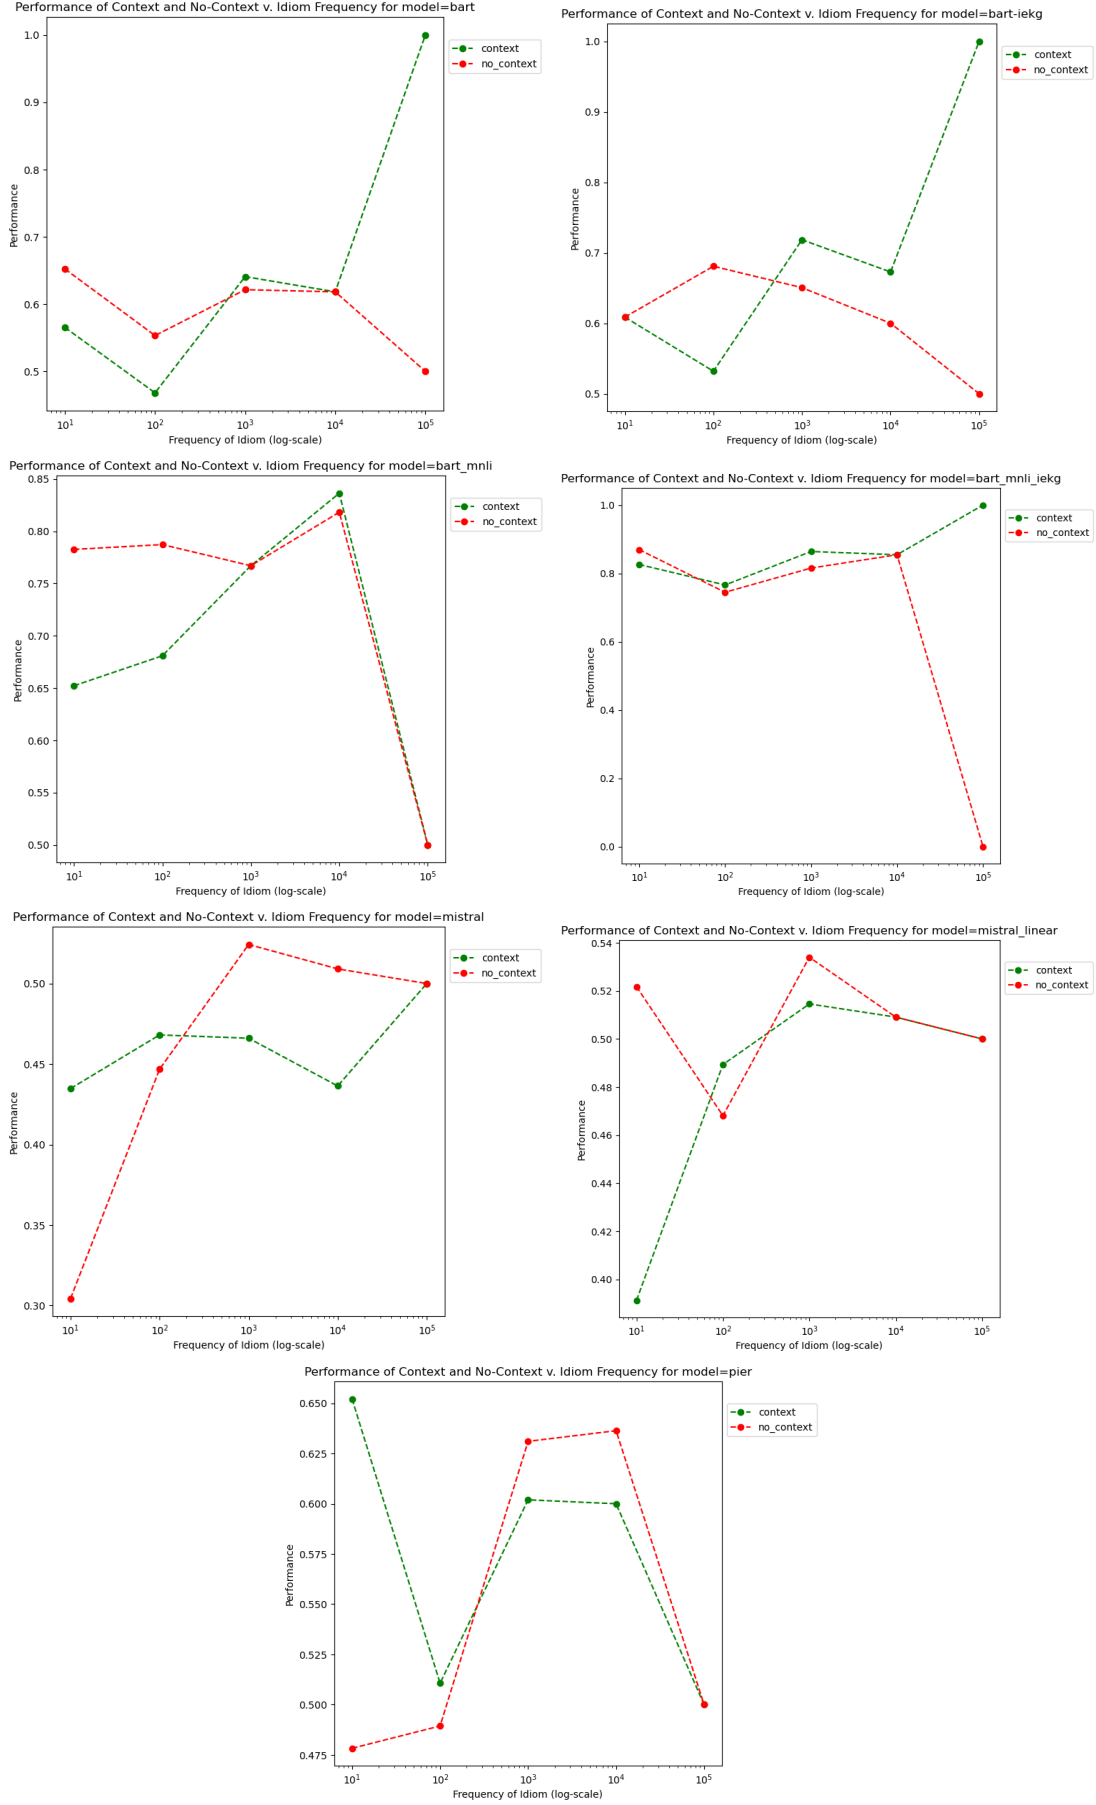 Performance of Context and No-Context v. Idiom Frequency for model=bart
1.0
0.9
0.8
0.7
0.6
0.5
Performance
10¹ 10² 10³ 10⁴ 10⁵
Frequency of Idiom (log-scale)
context
no_context
Performance of Context and No-Context v. Idiom Frequency for model=bart-iekg
1.0
0.9
0.8
0.7
0.6
0.5
Performance
10¹ 10² 10³ 10⁴ 10⁵
Frequency of Idiom (log-scale)
context
no_context
Performance of Context and No-Context v. Idiom Frequency for model=bart_mnli
0.85
0.80
0.75
0.70
0.65
0.60
0.55
0.50
Performance
10¹ 10² 10³ 10⁴ 10⁵
Frequency of Idiom (log-scale)
context
no_context
Performance of Context and No-Context v. Idiom Frequency for model=bart_mnli_iekg
1.0
0.8
0.6
0.4
0.2
0.0
Performance
10¹ 10² 10³ 10⁴ 10⁵
Frequency of Idiom (log-scale)
context
no_context
Performance of Context and No-Context v. Idiom Frequency for model=mistral
0.50
0.45
0.40
0.35
0.30
Performance
10¹ 10² 10³ 10⁴ 10⁵
Frequency of Idiom (log-scale)
context
no_context
Performance of Context and No-Context v. Idiom Frequency for model=mistral_linear
0.54
0.52
0.50
0.48
0.46
0.44
0.42
0.40
Performance
10¹ 10² 10³ 10⁴ 10⁵
Frequency of Idiom (log-scale)
context
no_context
Performance of Context and No-Context v. Idiom Frequency for model=pier
0.650
0.625
0.600
0.575
0.550
0.525
0.500
0.475
Performance
10¹ 10² 10³ 10⁴ 10⁵
Frequency of Idiom (log-scale)
context
no_context